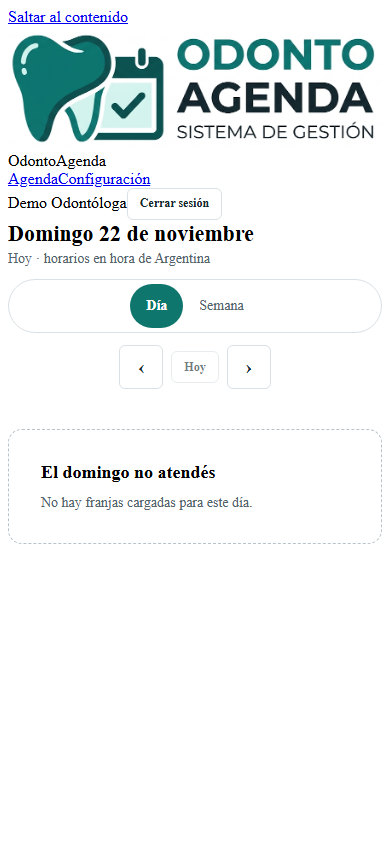 Saltar al contenido
ODONTO
AGENDA
SISTEMA DE GESTIÓN
OdontoAgenda
AgendaConfiguración
Demo Odontóloga Cerrar sesión
Domingo 22 de noviembre
Hoy · horarios en hora de Argentina
Día Semana
‹ Hoy ›
El domingo no atendés
No hay franjas cargadas para este día.